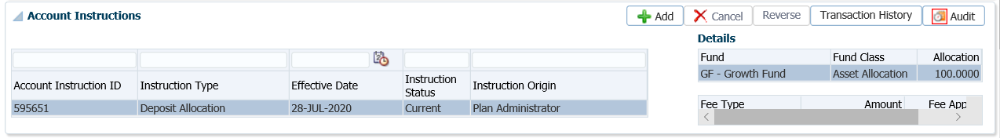 Account Instructions
Add Cancel Reverse Transaction History Audit
Details
Account Instruction ID Instruction Type Effective Date Instruction Status Instruction Origin
595651 Deposit Allocation 28-JUL-2020 Current Plan Administrator
Fund Fund Class Allocation
GF - Growth Fund Asset Allocation 100.0000
Fee Type Amount Fee App